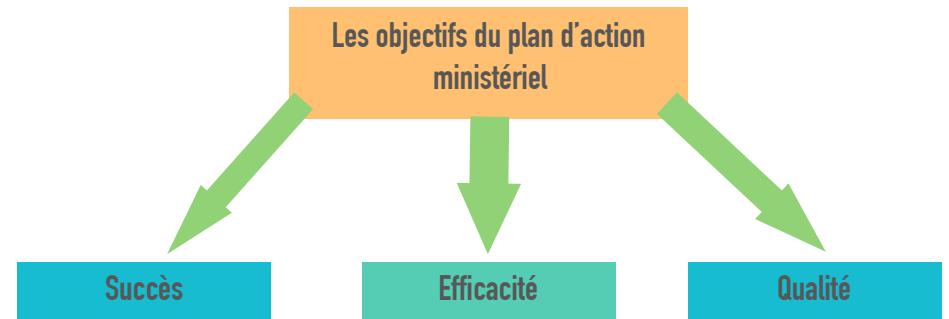 Les objectifs du plan d’action
ministériel
Succès
Efficacité
Qualité